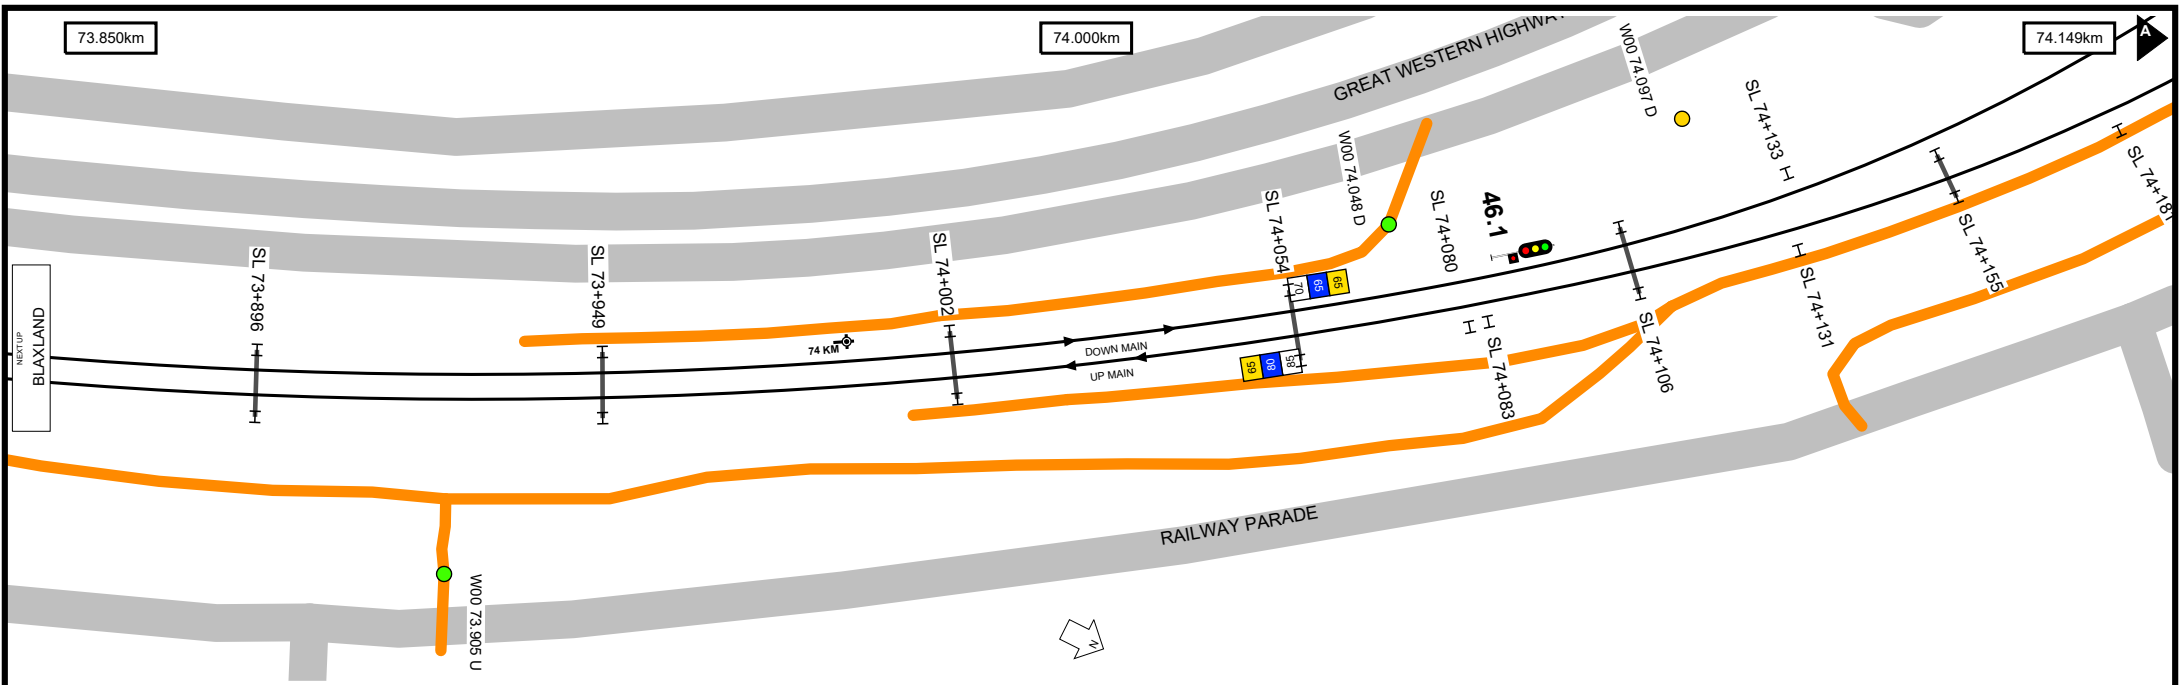 73.850km
74.000km
74.149km
A
GREAT WESTERN HIGHWAY
W00 74.097 D
SL 74+133
W00 74.048 D
SL 74+080
46.1
SL 74+054
SL 74+002
SL 73+949
SL 73+896
NEXT UP
BLAXLAND
74 KM
DOWN MAIN
UP MAIN
70
65
65
65
80
85
SL 74+083
SL 74+106
SL 74+131
SL 74+155
SL 74+181
RAILWAY PARADE
W00 73.905 U
N